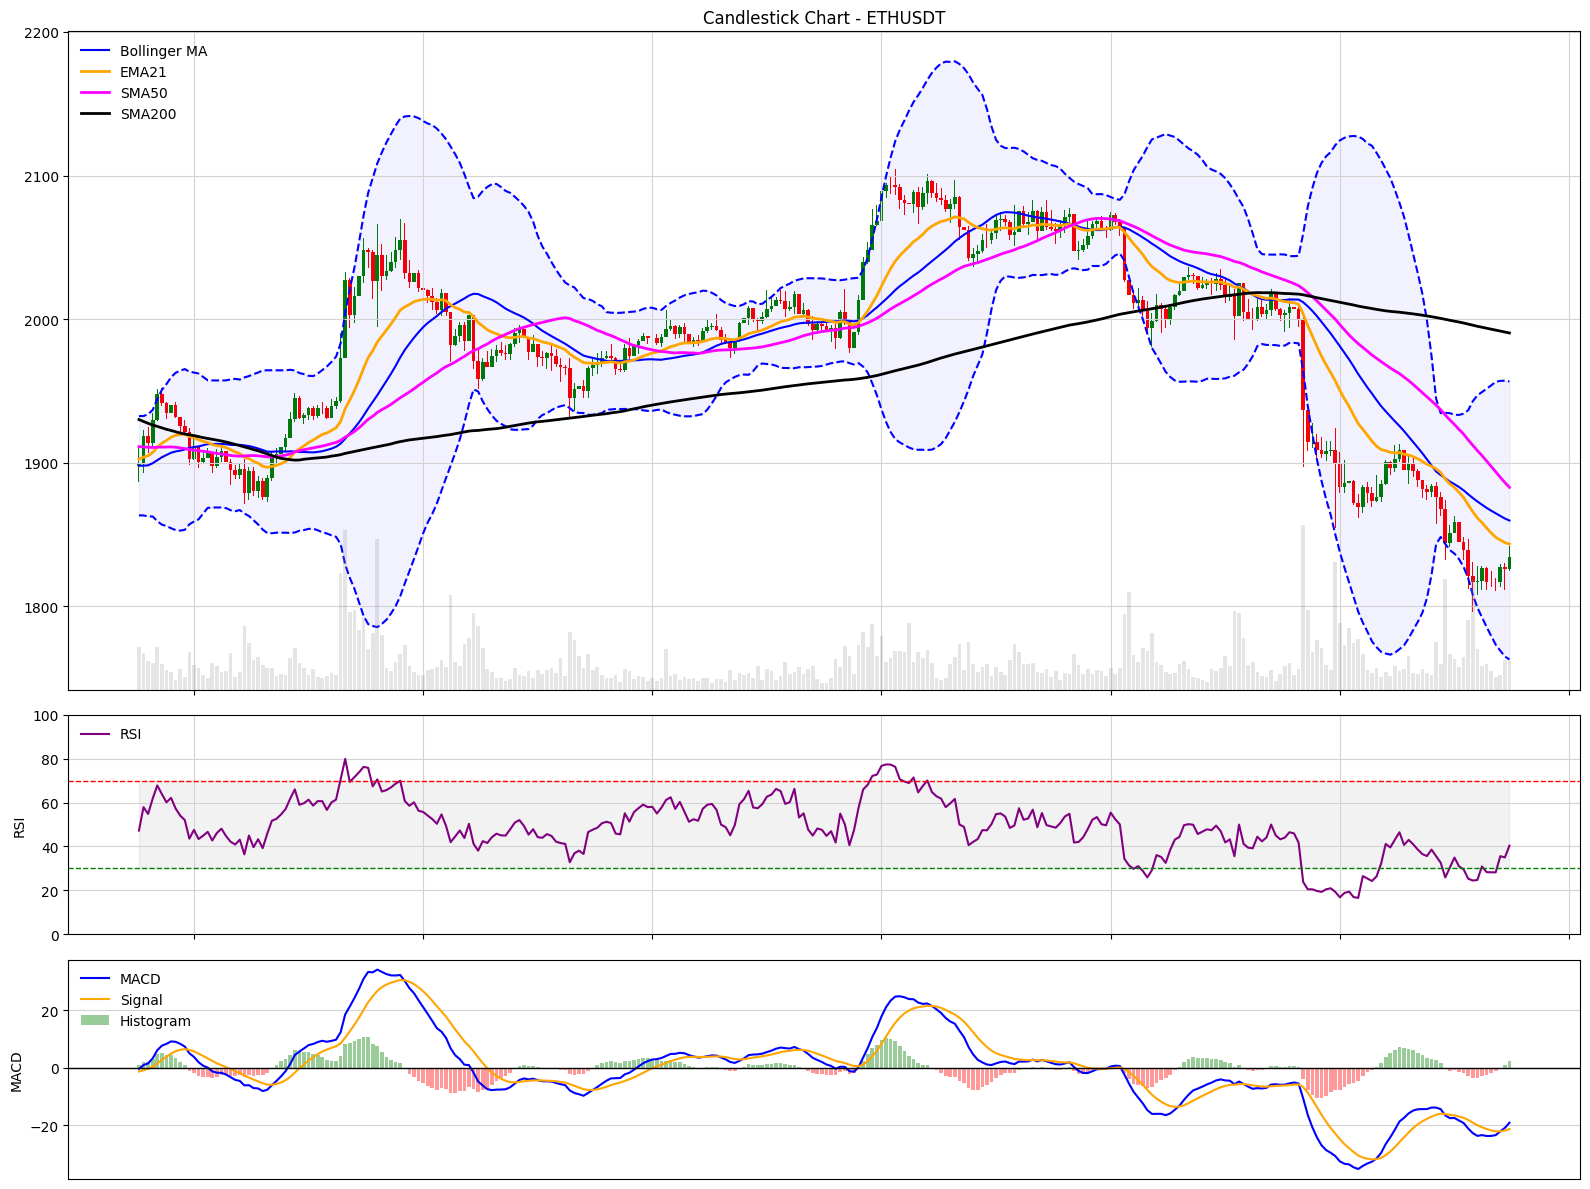 Candlestick Chart - ETHUSDT
2200
Bollinger MA
EMA21
SMA50
SMA200
2100
2000
1900
1800
100
RSI
80
60
RSI
40
20
0
MACD
20
Signal
Histogram
0
MACD
−20